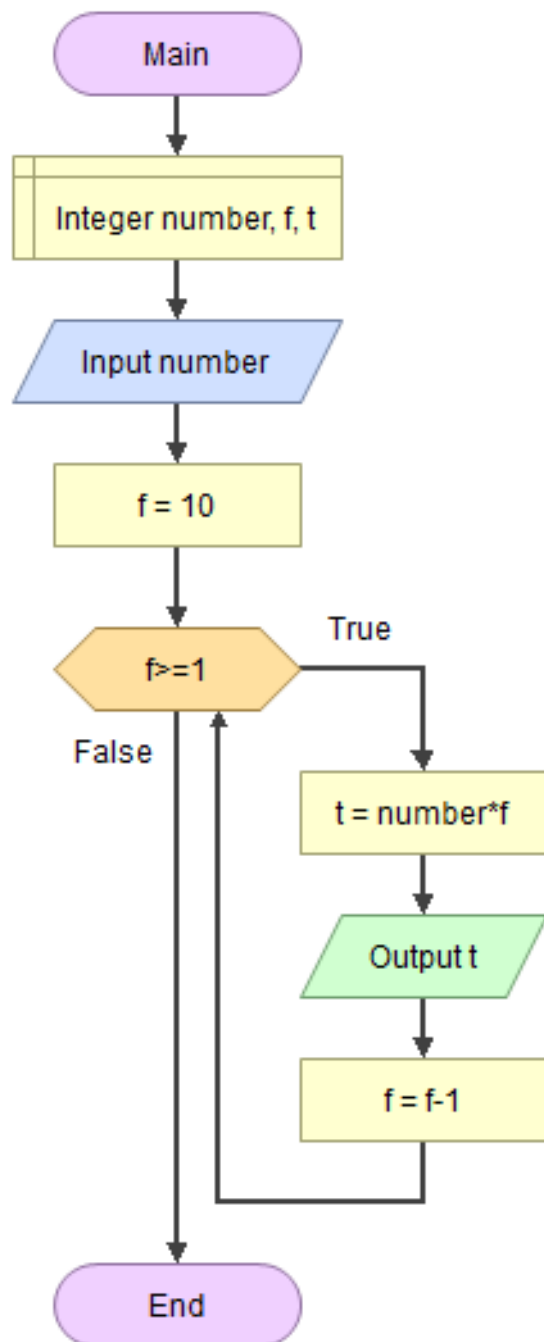 Main
Integer number, f, t
Input number
f = 10
f>=1
True
False
t = number*f
Output t
f = f-1
End